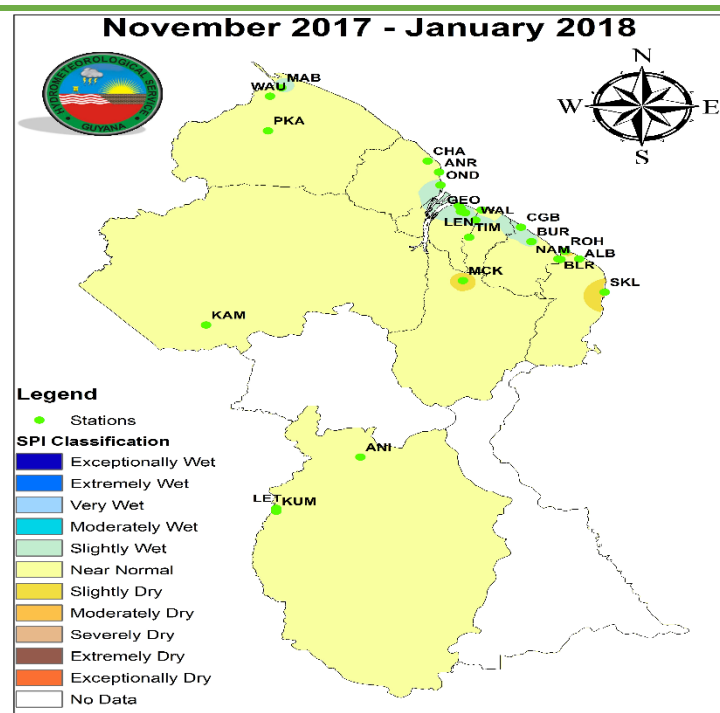 November 2017 - January 2018
HYDROMETEOROLOGICAL SERVICE
GUYANA
N
W
E
S
MAB
WAU
PKA
CHA
ANR
OND
GEO
WAL
LEN
TIM
CGB
BUR
ROH
NAM
ALB
BLR
MCK
SKL
KAM
ANI
LET
KUM
Legend
Stations
SPI Classification
Exceptionally Wet
Extremely Wet
Very Wet
Moderately Wet
Slightly Wet
Near Normal
Slightly Dry
Moderately Dry
Severely Dry
Extremely Dry
Exceptionally Dry
No Data